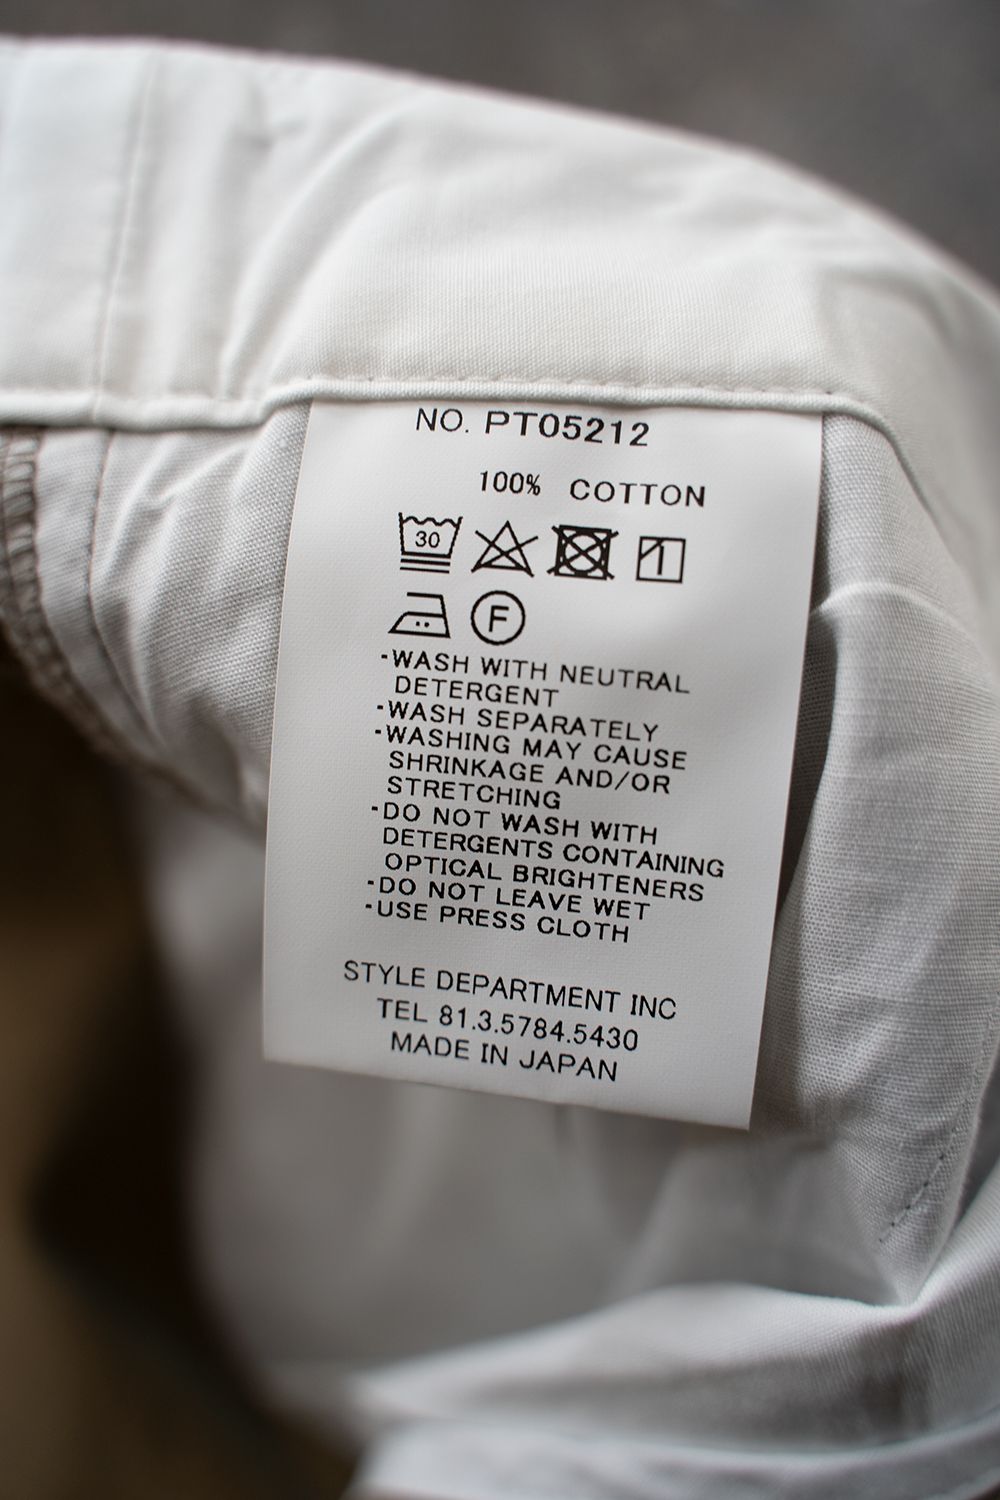 NO. PT05212
100% COTTON
30
F
-WASH WITH NEUTRAL
DETERGENT
-WASH SEPARATELY
-WASHING MAY CAUSE
SHRINKAGE AND/OR
STRETCHING
-DO NOT WASH WITH
DETERGENTS CONTAINING
OPTICAL BRIGHTENERS
-DO NOT LEAVE WET
-USE PRESS CLOTH
STYLE DEPARTMENT INC
TEL 81.3.5784.5430
MADE IN JAPAN